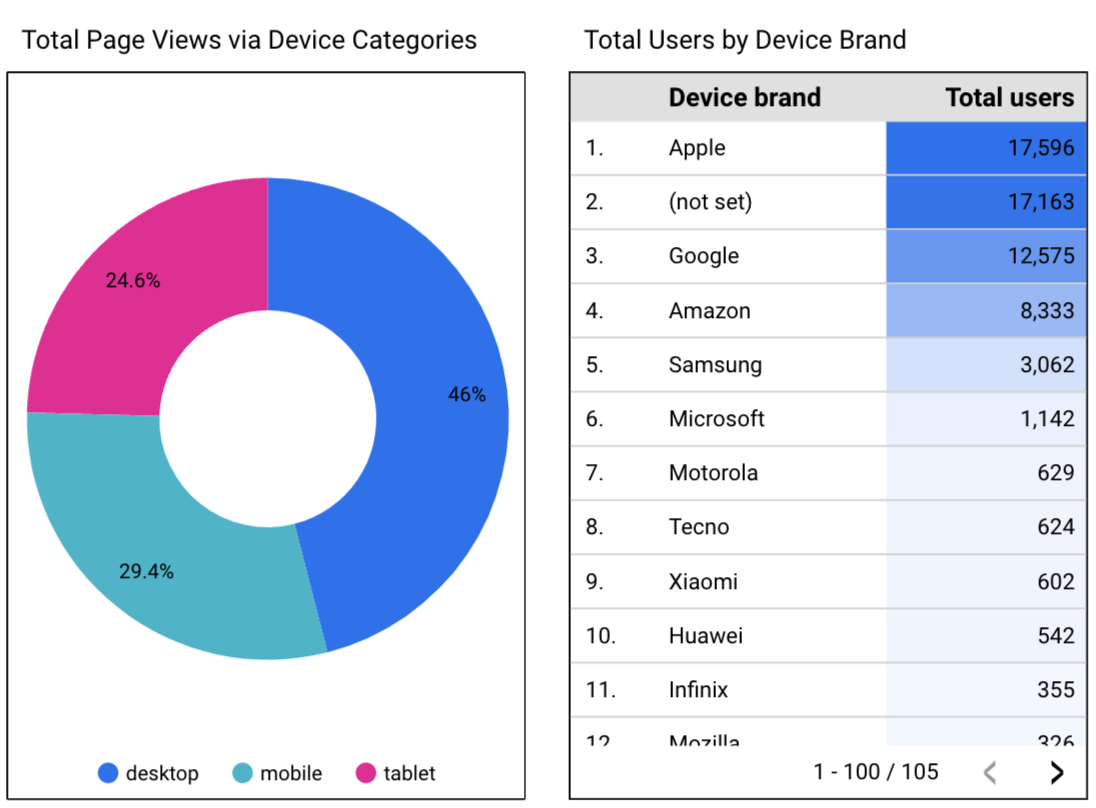 Total Page Views via Device Categories
24.6%
46%
29.4%
desktop mobile tablet
Total Users by Device Brand
Device brand Total users
1. Apple 17,596
2. (not set) 17,163
3. Google 12,575
4. Amazon 8,333
5. Samsung 3,062
6. Microsoft 1,142
7. Motorola 629
8. Tecno 624
9. Xiaomi 602
10. Huawei 542
11. Infinix 355
12 Mozilla 326
1 - 100 / 105